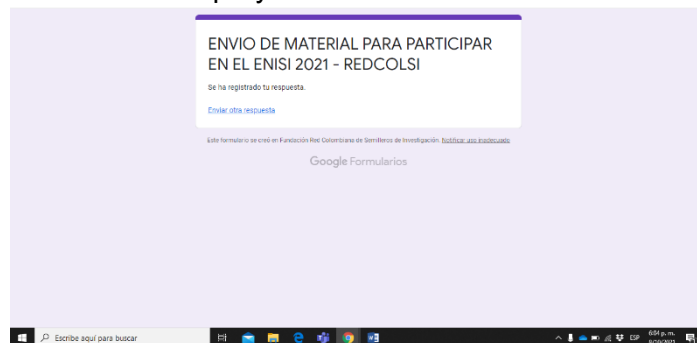 ENVIO DE MATERIAL PARA PARTICIPAR
EN EL ENISI 2021 - REDCOLSI
Se ha registrado tu respuesta.
Enviar otra respuesta
Este formulario se creó en Fundación Red Colombiana de Semilleros de Investigación. Notificar uso inadecuado
Google Formularios
Escribe aquí para buscar
ESP
6:04 p. m.